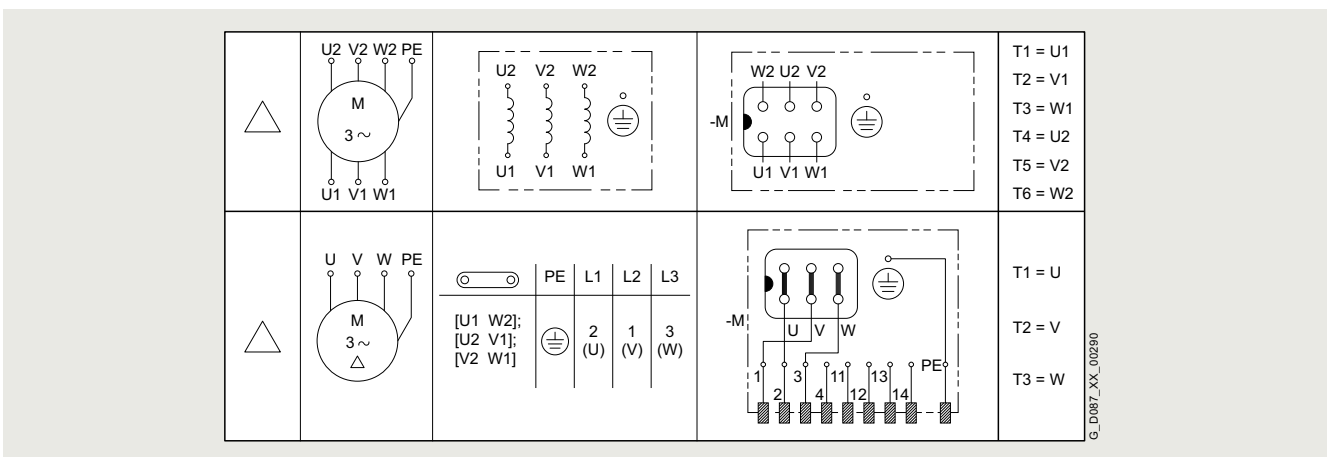 U2 V2 W2 PE
M
3 ~
U1 V1 W1
U2 V2 W2
U1 V1 W1
W2 U2 V2
-M
U1 V1 W1
T1 = U1
T2 = V1
T3 = W1
T4 = U2
T5 = V2
T6 = W2
U V W PE
M
3 ~
PE L1 L2 L3
[U1 W2];
[U2 V1];
[V2 W1]
2 1 3
(U) (V) (W)
-M
U V W
PE
1 3 11 13
2 4 12 14
T1 = U
T2 = V
T3 = W
G_D087_XX_00290